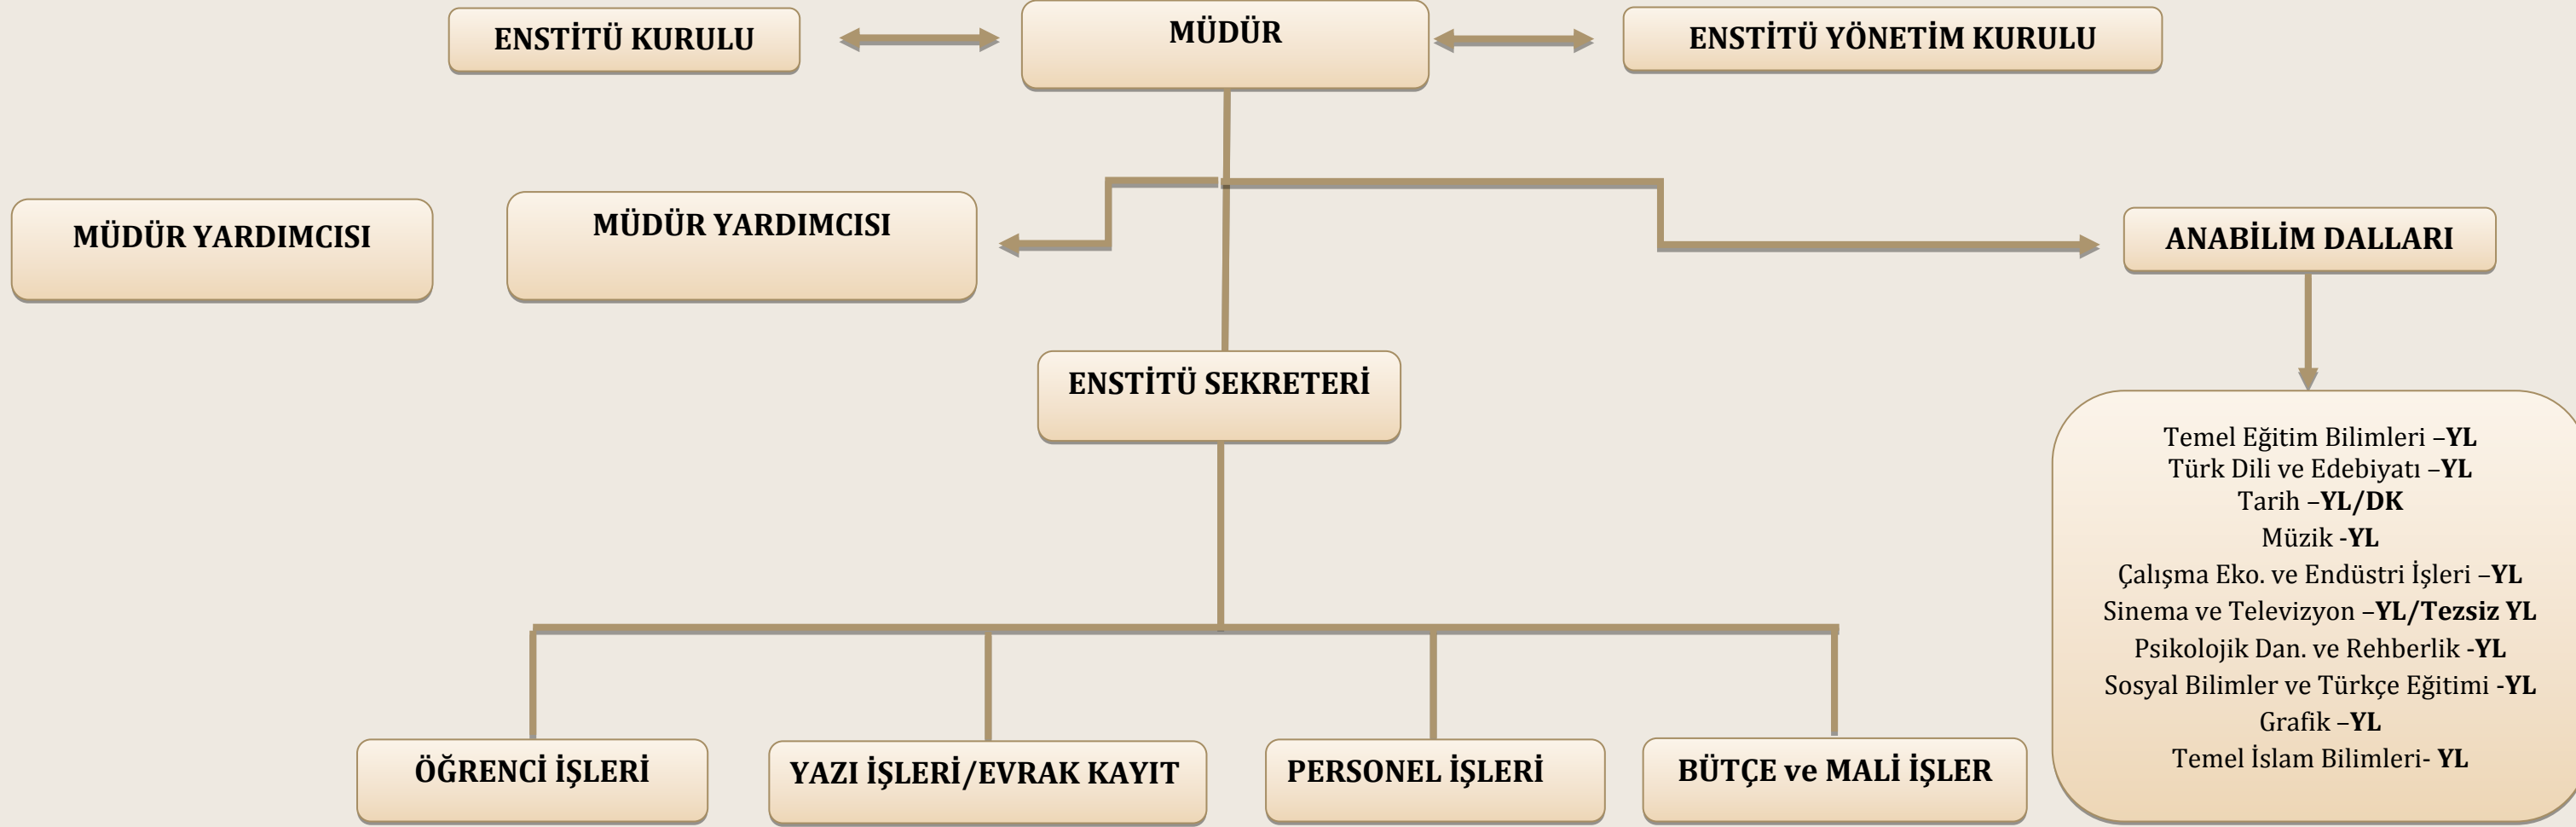 ENSTİTÜ KURULU
MÜDÜR
ENSTİTÜ YÖNETİM KURULU
MÜDÜR YARDIMCISI
MÜDÜR YARDIMCISI
ANABİLİM DALLARI
ENSTİTÜ SEKRETERİ
Temel Eğitim Bilimleri –YL
Türk Dili ve Edebiyatı –YL
Tarih –YL/DK
Müzik -YL
Çalışma Eko. ve Endüstri İşleri –YL
Sinema ve Televizyon –YL/Tezsiz YL
Psikolojik Dan. ve Rehberlik -YL
Sosyal Bilimler ve Türkçe Eğitimi -YL
Grafik –YL
Temel İslam Bilimleri- YL
ÖĞRENCİ İŞLERİ
YAZI İŞLERİ/EVRAK KAYIT
PERSONEL İŞLERİ
BÜTÇE ve MALİ İŞLER